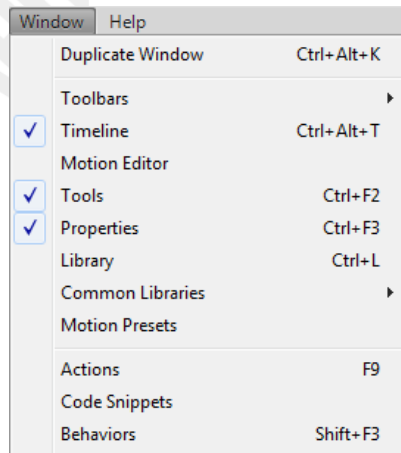 Window Help
Duplicate Window Ctrl+Alt+K
Toolbars
Timeline Ctrl+Alt+T
Motion Editor
Tools Ctrl+F2
Properties Ctrl+F3
Library Ctrl+L
Common Libraries
Motion Presets
Actions F9
Code Snippets
Behaviors Shift+F3